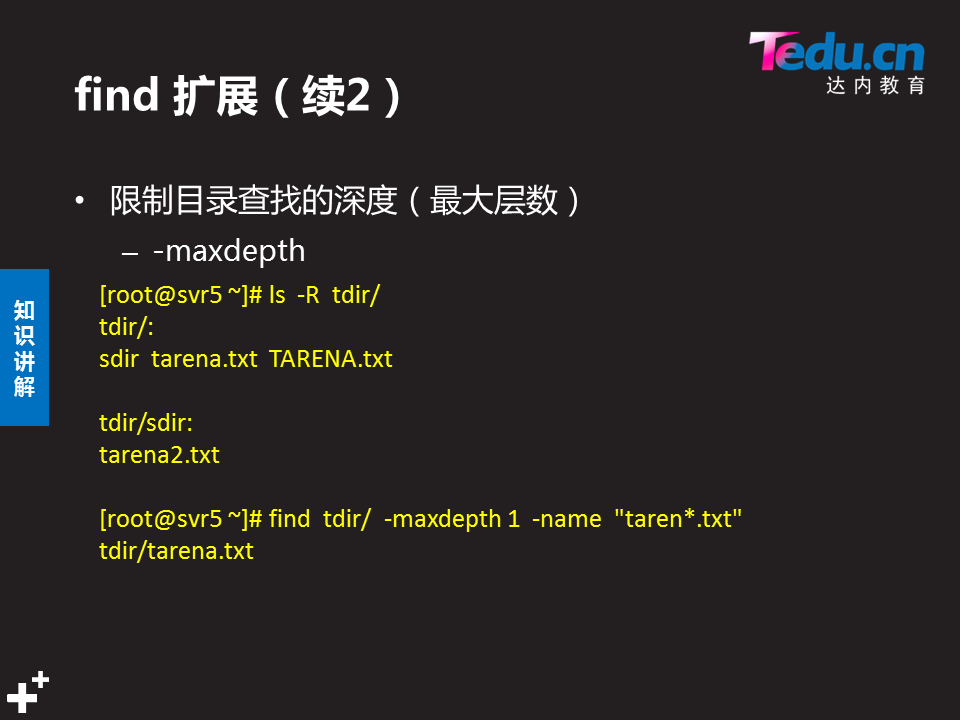 Tedu.cn
达内教育
find 扩展（续2）
• 限制目录查找的深度（最大层数）
– -maxdepth
[root@svr5 ~]# ls  -R  tdir/
tdir/:
sdir  tarena.txt  TARENA.txt
tdir/sdir:
tarena2.txt
[root@svr5 ~]# find  tdir/  -maxdepth 1  -name  "taren*.txt"
tdir/tarena.txt
知
识
讲
解